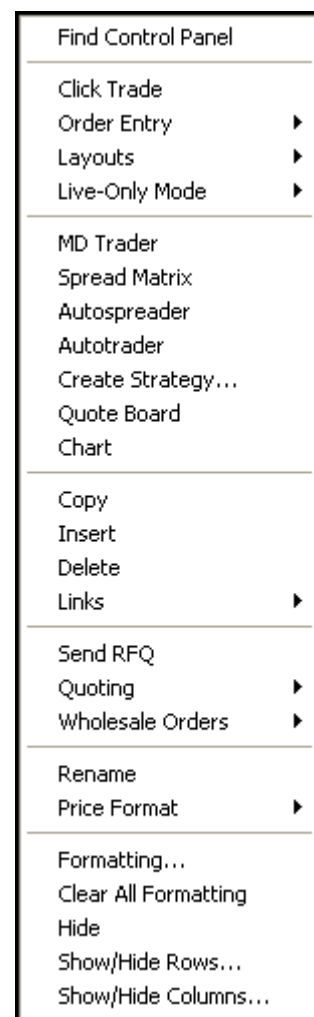 Find Control Panel
Click Trade
Order Entry
Layouts
Live-Only Mode
MD Trader
Spread Matrix
Autospreader
Autotrader
Create Strategy...
Quote Board
Chart
Copy
Insert
Delete
Links
Send RFQ
Quoting
Wholesale Orders
Rename
Price Format
Formatting...
Clear All Formatting
Hide
Show/Hide Rows...
Show/Hide Columns...